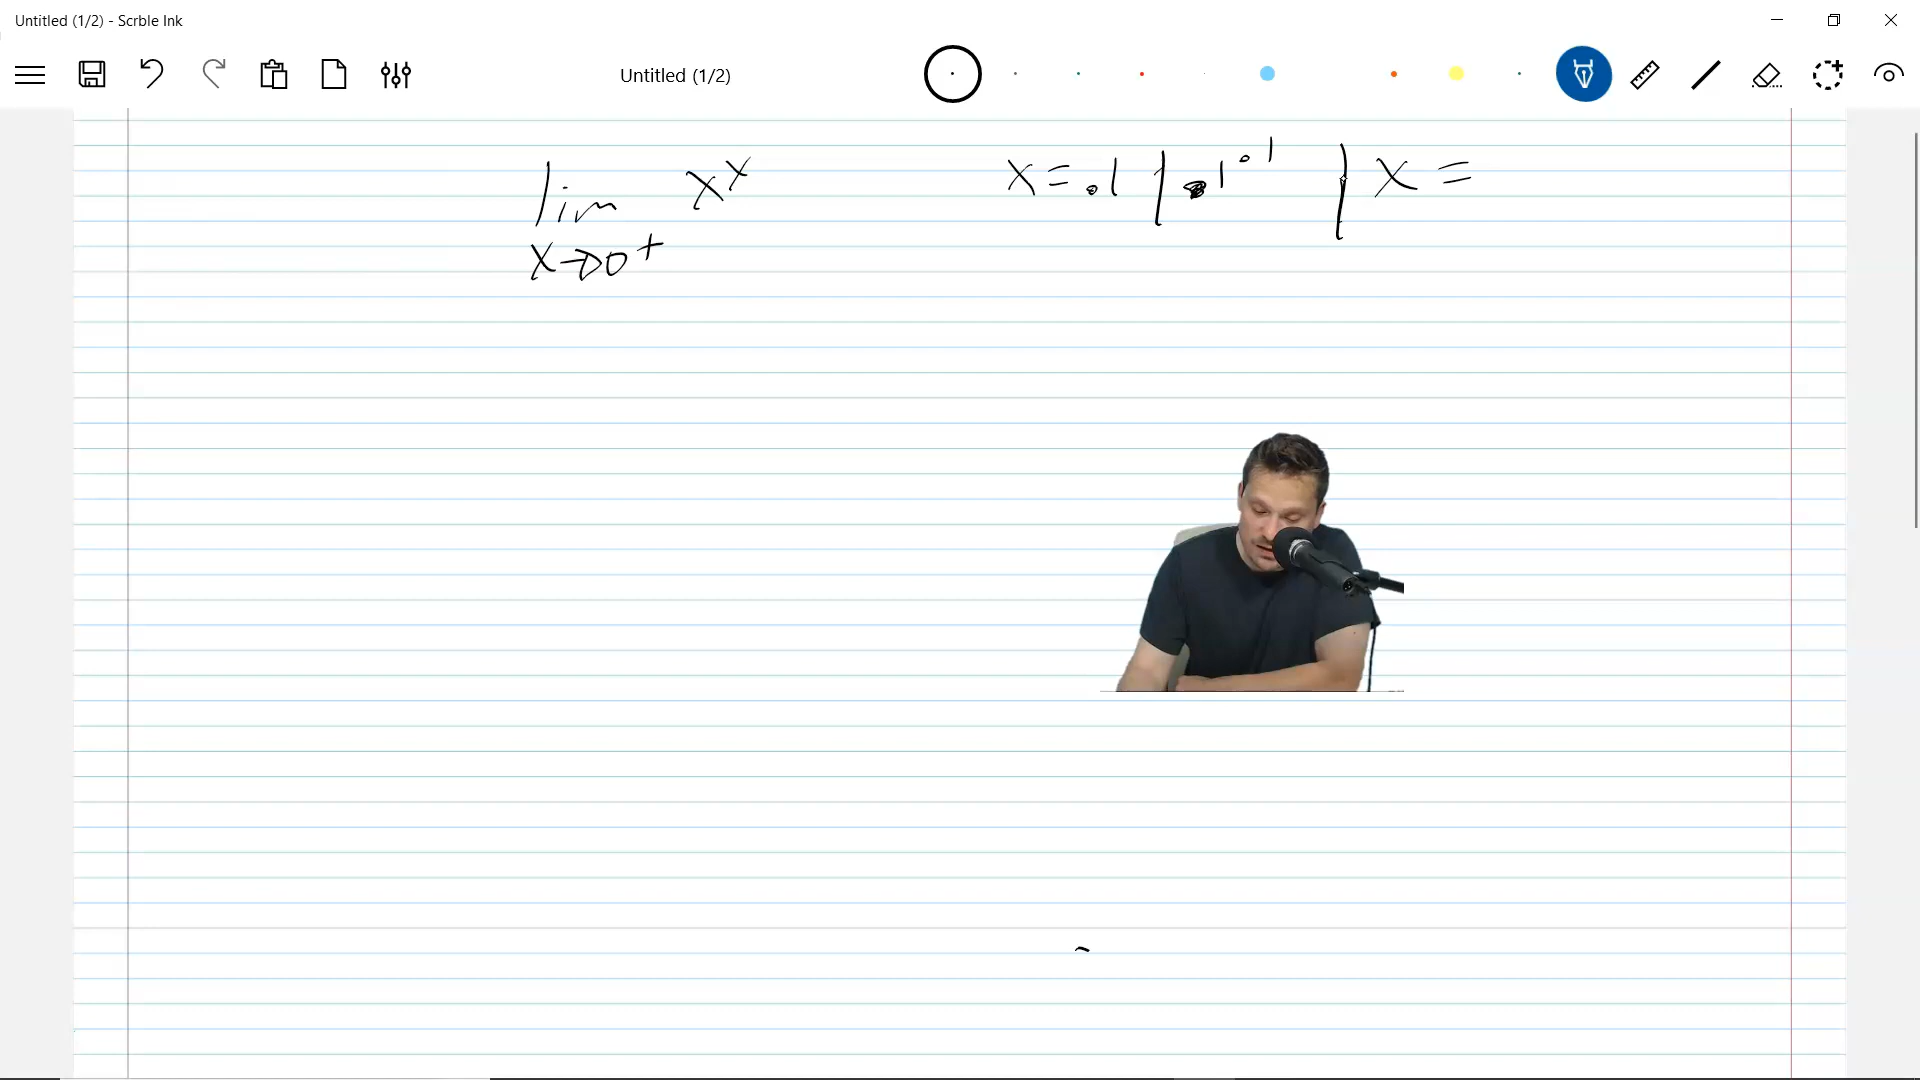 Untitled (1/2) - Scrble Ink
Untitled (1/2)
lim x^x
x→0+
x = .1 | .1^.1 | x =